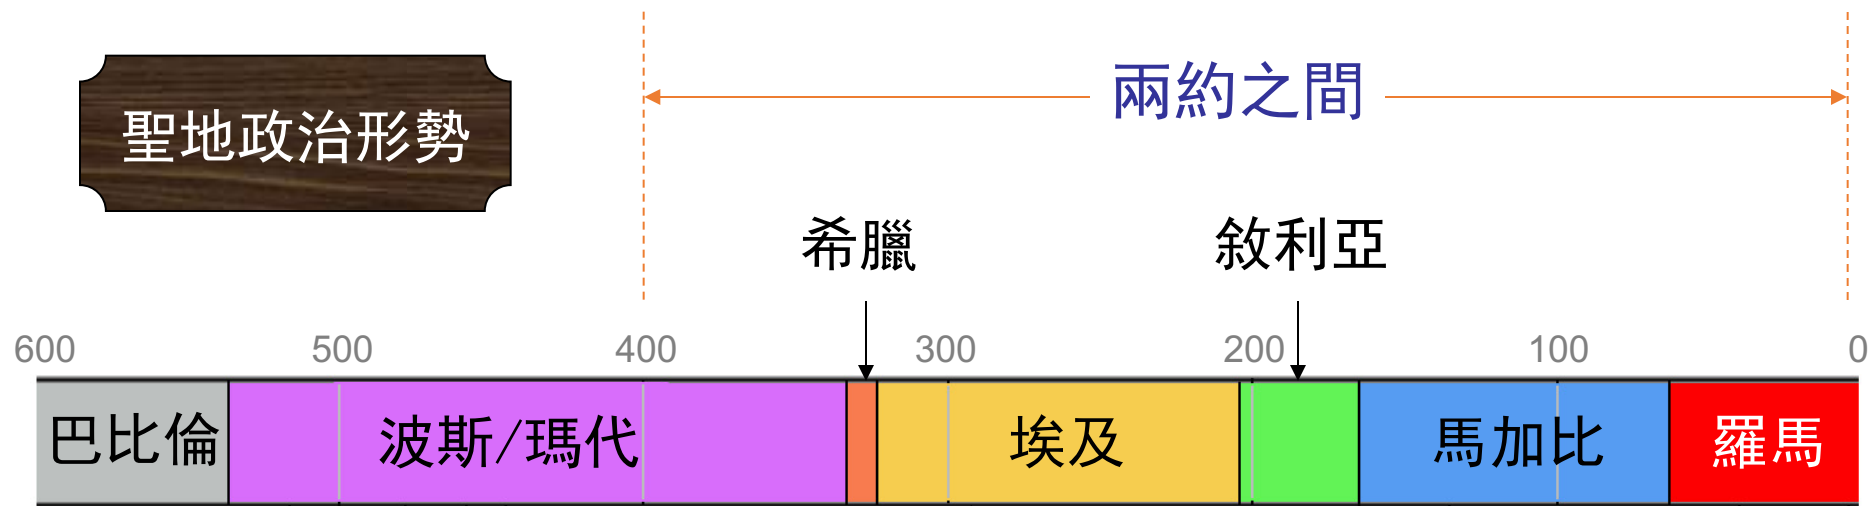 兩約之間
聖地政治形勢
希臘
敘利亞
600 500 400 300 200 100 0
巴比倫 波斯/瑪代 埃及 馬加比 羅馬